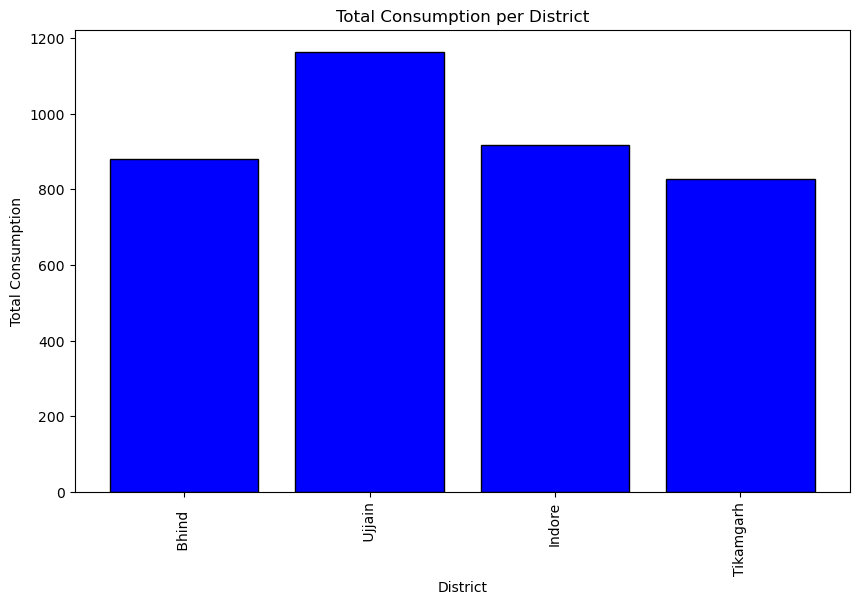 Total Consumption per District
Total Consumption
1200
1000
800
600
400
200
0
Bhind
Ujjain
Indore
Tikamgarh
District